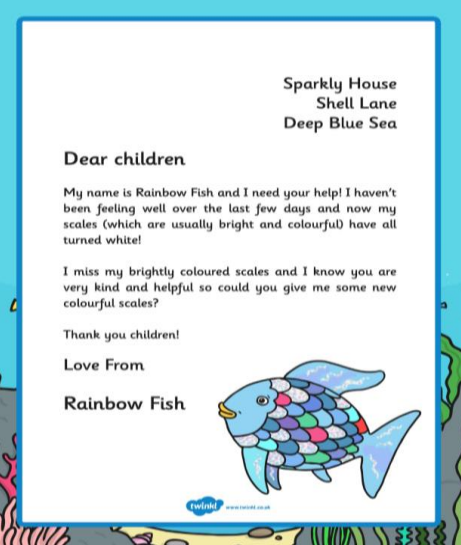 Sparkly House
Shell Lane
Deep Blue Sea
Dear children
My name is Rainbow Fish and I need your help! I haven't
been feeling well over the last few days and now my
scales (which are usually bright and colourful) have all
turned white!
I miss my brightly coloured scales and I know you are
very kind and helpful so could you give me some new
colourful scales?
Thank you children!
Love From
Rainbow Fish
twinkl www.twinkl.co.uk